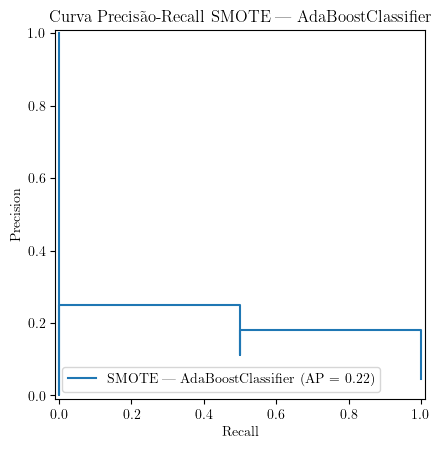 Curva Precisão-Recall SMOTE — AdaBoostClassifier
1.0
0.8
0.6
0.4
0.2
0.0
Precision
SMOTE — AdaBoostClassifier (AP = 0.22)
0.0 0.2 0.4 0.6 0.8 1.0
Recall